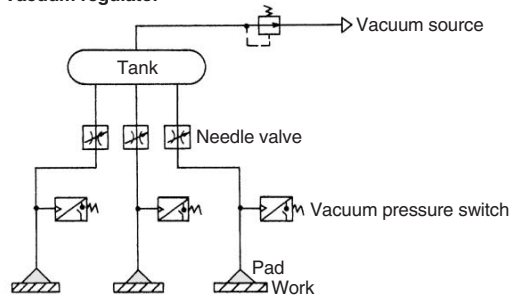 Vacuum regulator
Vacuum source
Tank
Needle valve
Vacuum pressure switch
Pad
Work